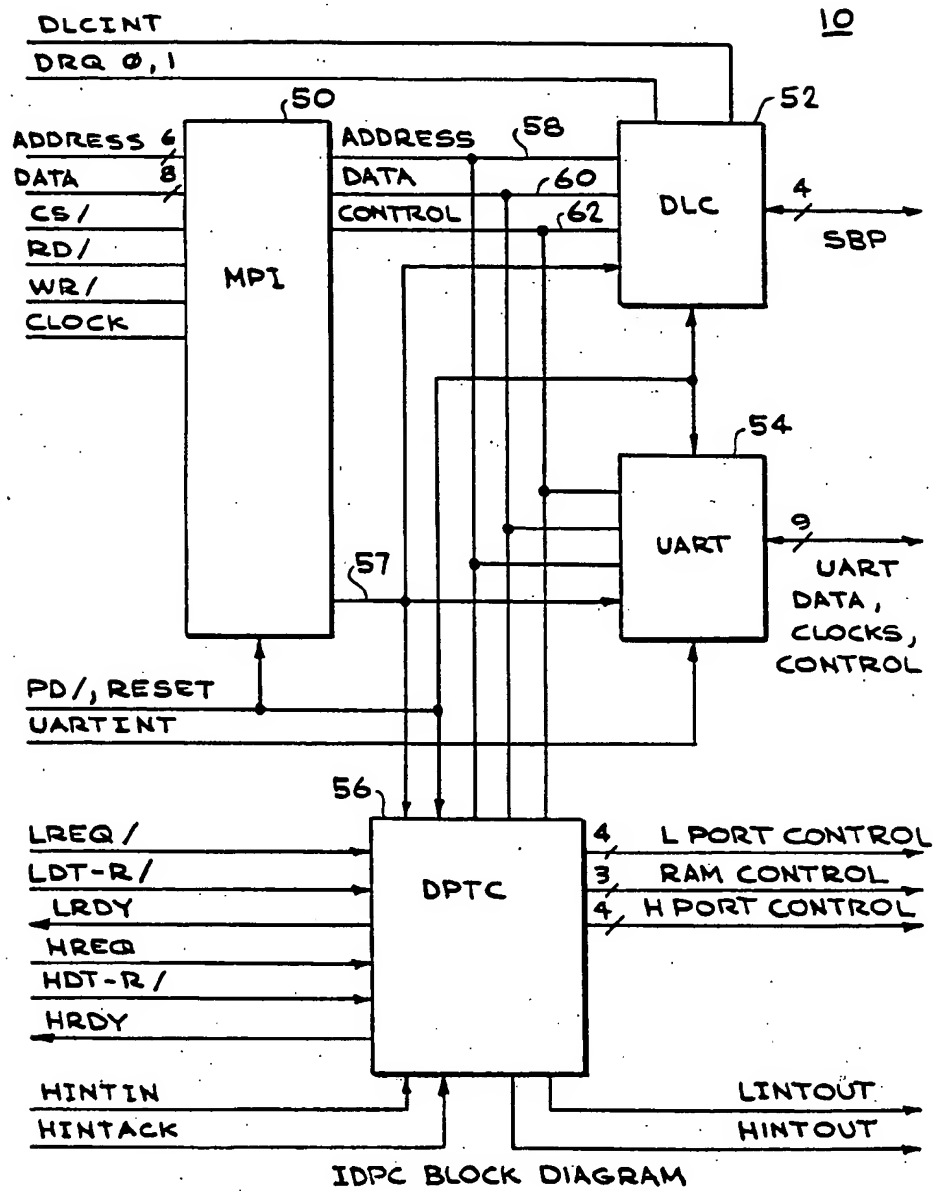 10
DLCINT
DRQ Ø, 1
50
52
ADDRESS 6
DATA 8
CS/
RD/
WR/
CLOCK
MPI
ADDRESS
58
DATA
60
CONTROL
62
DLC
4
SBP
54
UART
9
UART
DATA,
CLOCKS,
CONTROL
57
PD/, RESET
UARTINT
56
LREQ/
LDT-R/
LRDY
HREQ
HDT-R/
HRDY
DPTC
4 L PORT CONTROL
3 RAM CONTROL
4 H PORT CONTROL
HINTIN
HINTACK
LINTOUT
HINTOUT
IDPC BLOCK DIAGRAM